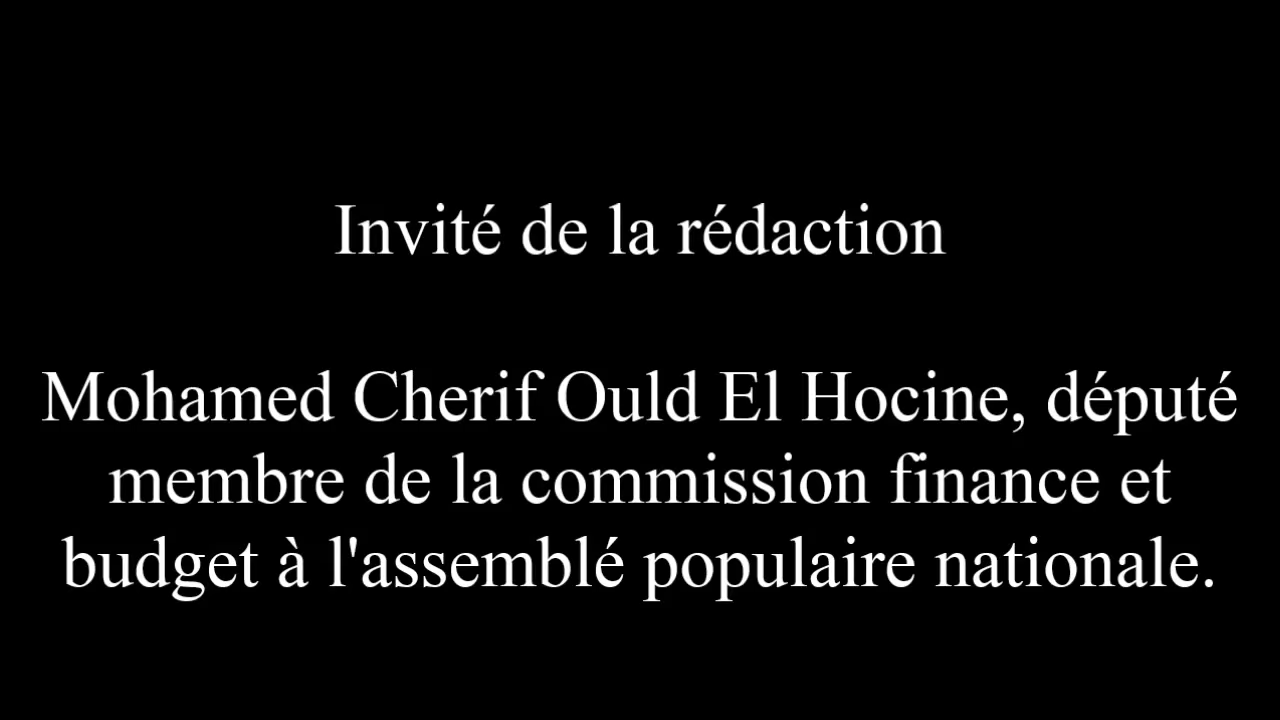 Invité de la rédaction
Mohamed Cherif Ould El Hocine, député
membre de la commission finance et
budget à l'assemblé populaire nationale.